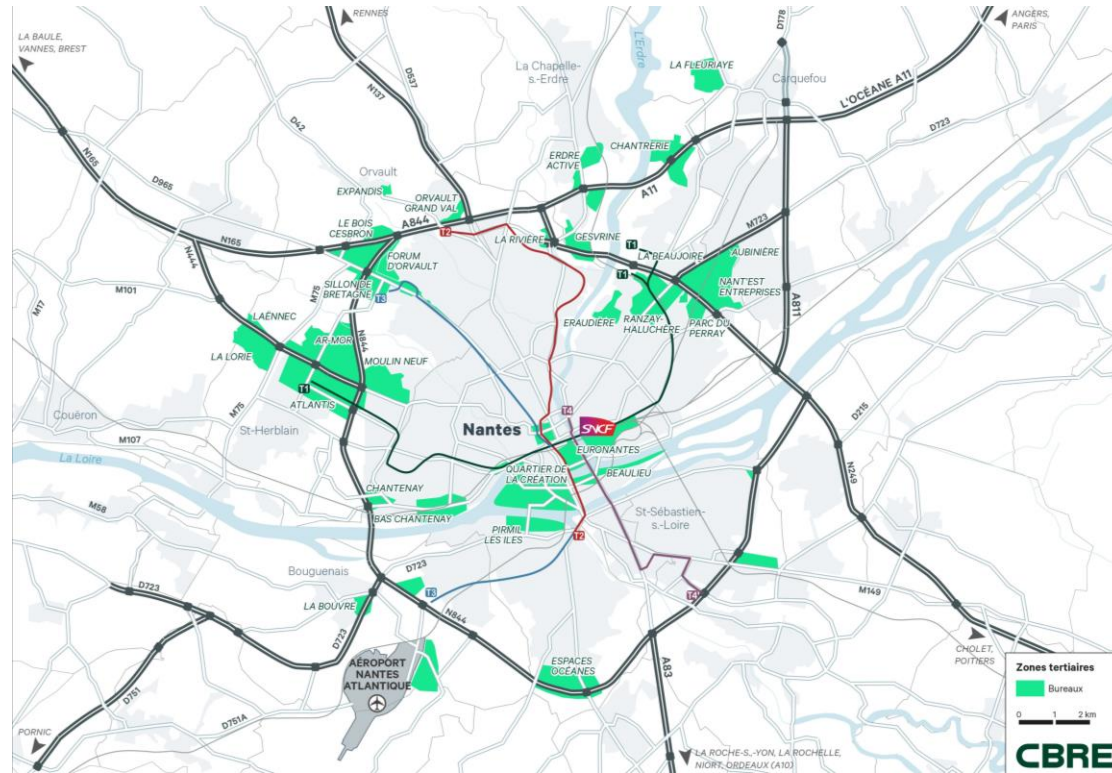 LA BAULE,
VANNES, BREST
RENNES
D178
ANGERS,
PARIS
L'Erdre
LA FLEURIAYE
La Chapelle-
s.-Erdre
Carquefou
L'OCÉANE A11
D537
N137
D42
D723
N165
CHANTRERIE
ERDRE
ACTIVE
A11
Orvault
D965
EXPANDIS
ORVAULT
GRAND VAL
LE BOIS
CESBRON
A844
T2
LA RIVIÈRE
GESVRINE
T1
M723
N165
FORUM
D'ORVAULT
LA BEAUJOIRE
AUBINIÈRE
N444
T1
M17
M101
M75
SILLON DE
BRETAGNE
T3
NANT'EST
ENTREPRISES
A811
LAËNNEC
ERAUDIÈRE
RANZAY-
HALUCHÈRE
PARC DU
PERRAY
AR-MOR
N844
LA LORIE
MOULIN NEUF
T1
ATLANTIS
M75
Couëron
St-Herblain
T4
Nantes
SNCF
D215
M107
EURONANTES
La Loire
QUARTIER DE
LA CRÉATION
BEAULIEU
N249
CHANTENAY
M58
BAS CHANTENAY
St-Sébastien-
s.-Loire
PIRMIL
LES ILES
T2
D723
Bouguenais
D723
T3
T4
M149
LA BOUVRE
N844
D723
CHOLET,
POITIERS
AÉROPORT
NANTES
ATLANTIQUE
ESPACES
OCÉANES
A83
D751
D751A
PORNIC
LA ROCHE-S.-YON, LA ROCHELLE,
NIORT, ORDEAUX (A10)
Zones tertiaires
Bureaux
0 1 2 km
CBRE